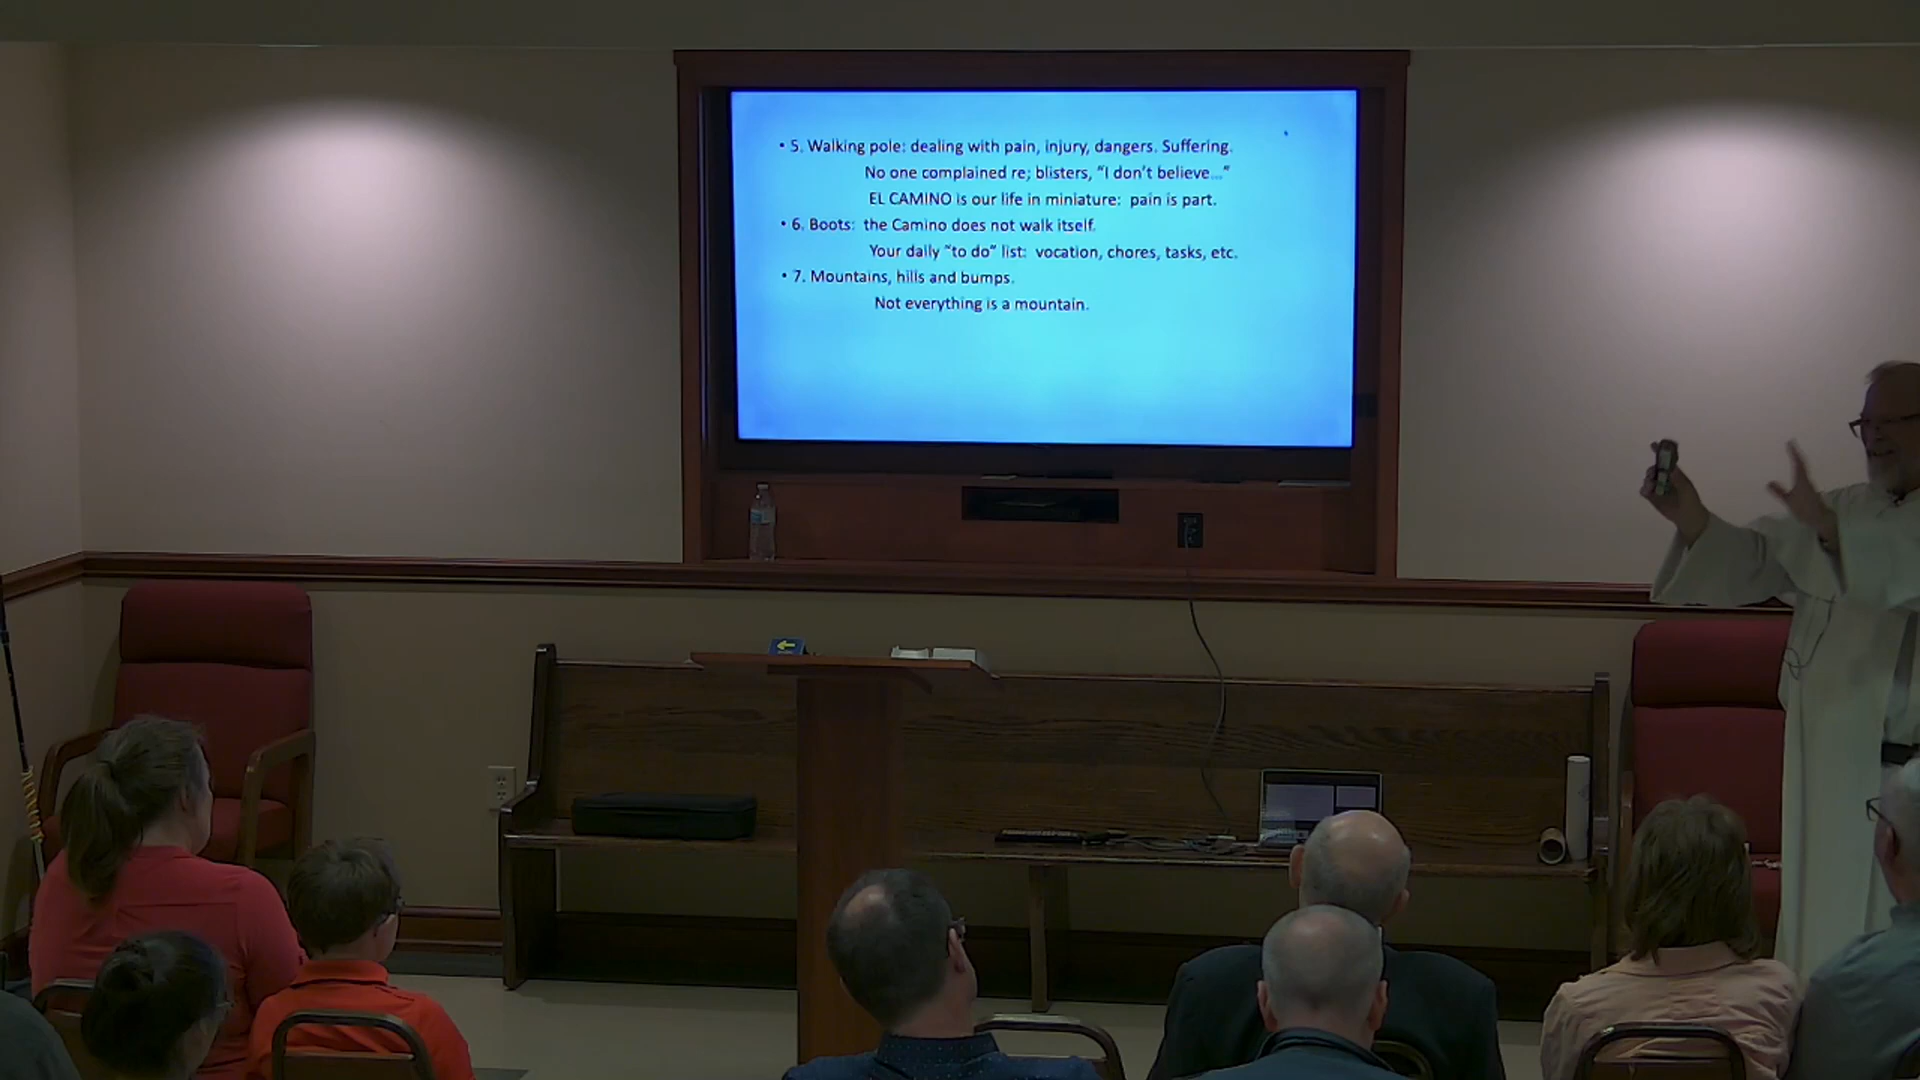 • 5. Walking pole: dealing with pain, injury, dangers. Suffering.
No one complained re; blisters, “I don’t believe...”
EL CAMINO is our life in miniature: pain is part.
• 6. Boots: the Camino does not walk itself.
Your daily “to do” list: vocation, chores, tasks, etc.
• 7. Mountains, hills and bumps.
Not everything is a mountain.